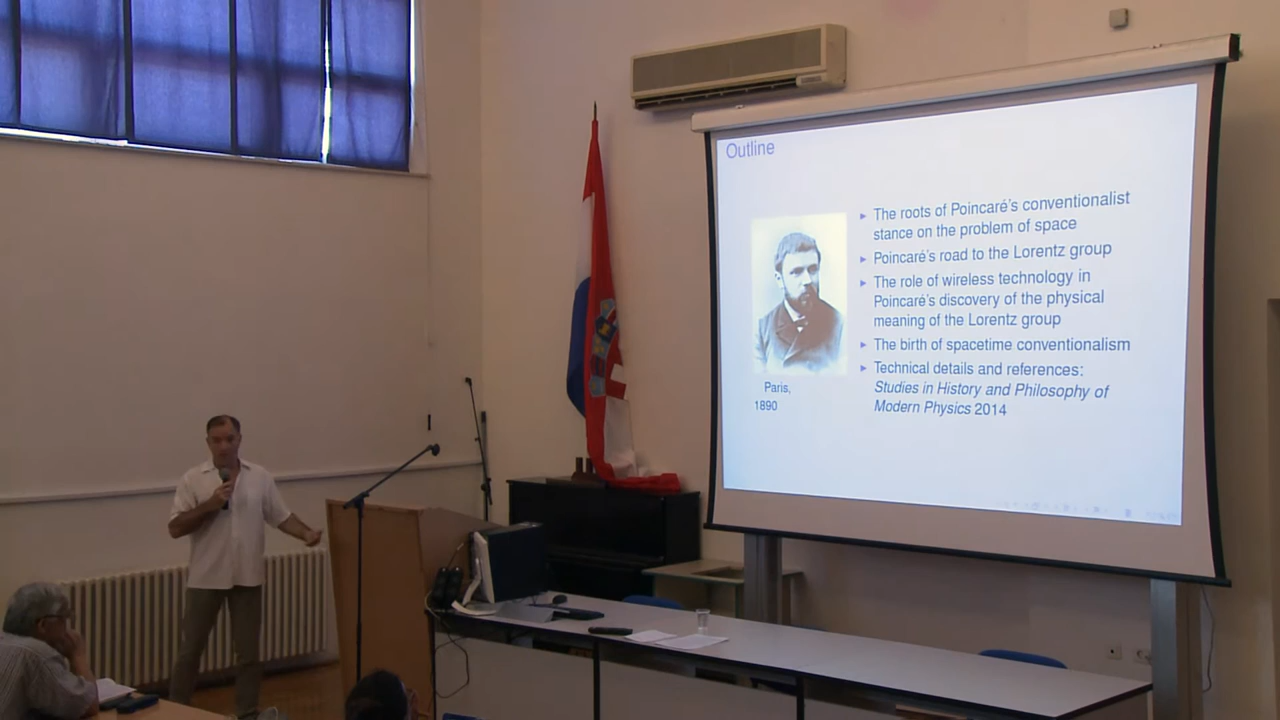 Outline
The roots of Poincaré's conventionalist
stance on the problem of space
Poincaré's road to the Lorentz group
The role of wireless technology in
Poincaré's discovery of the physical
meaning of the Lorentz group
The birth of spacetime conventionalism
Technical details and references:
Studies in History and Philosophy of
Modern Physics 2014
Paris,
1890